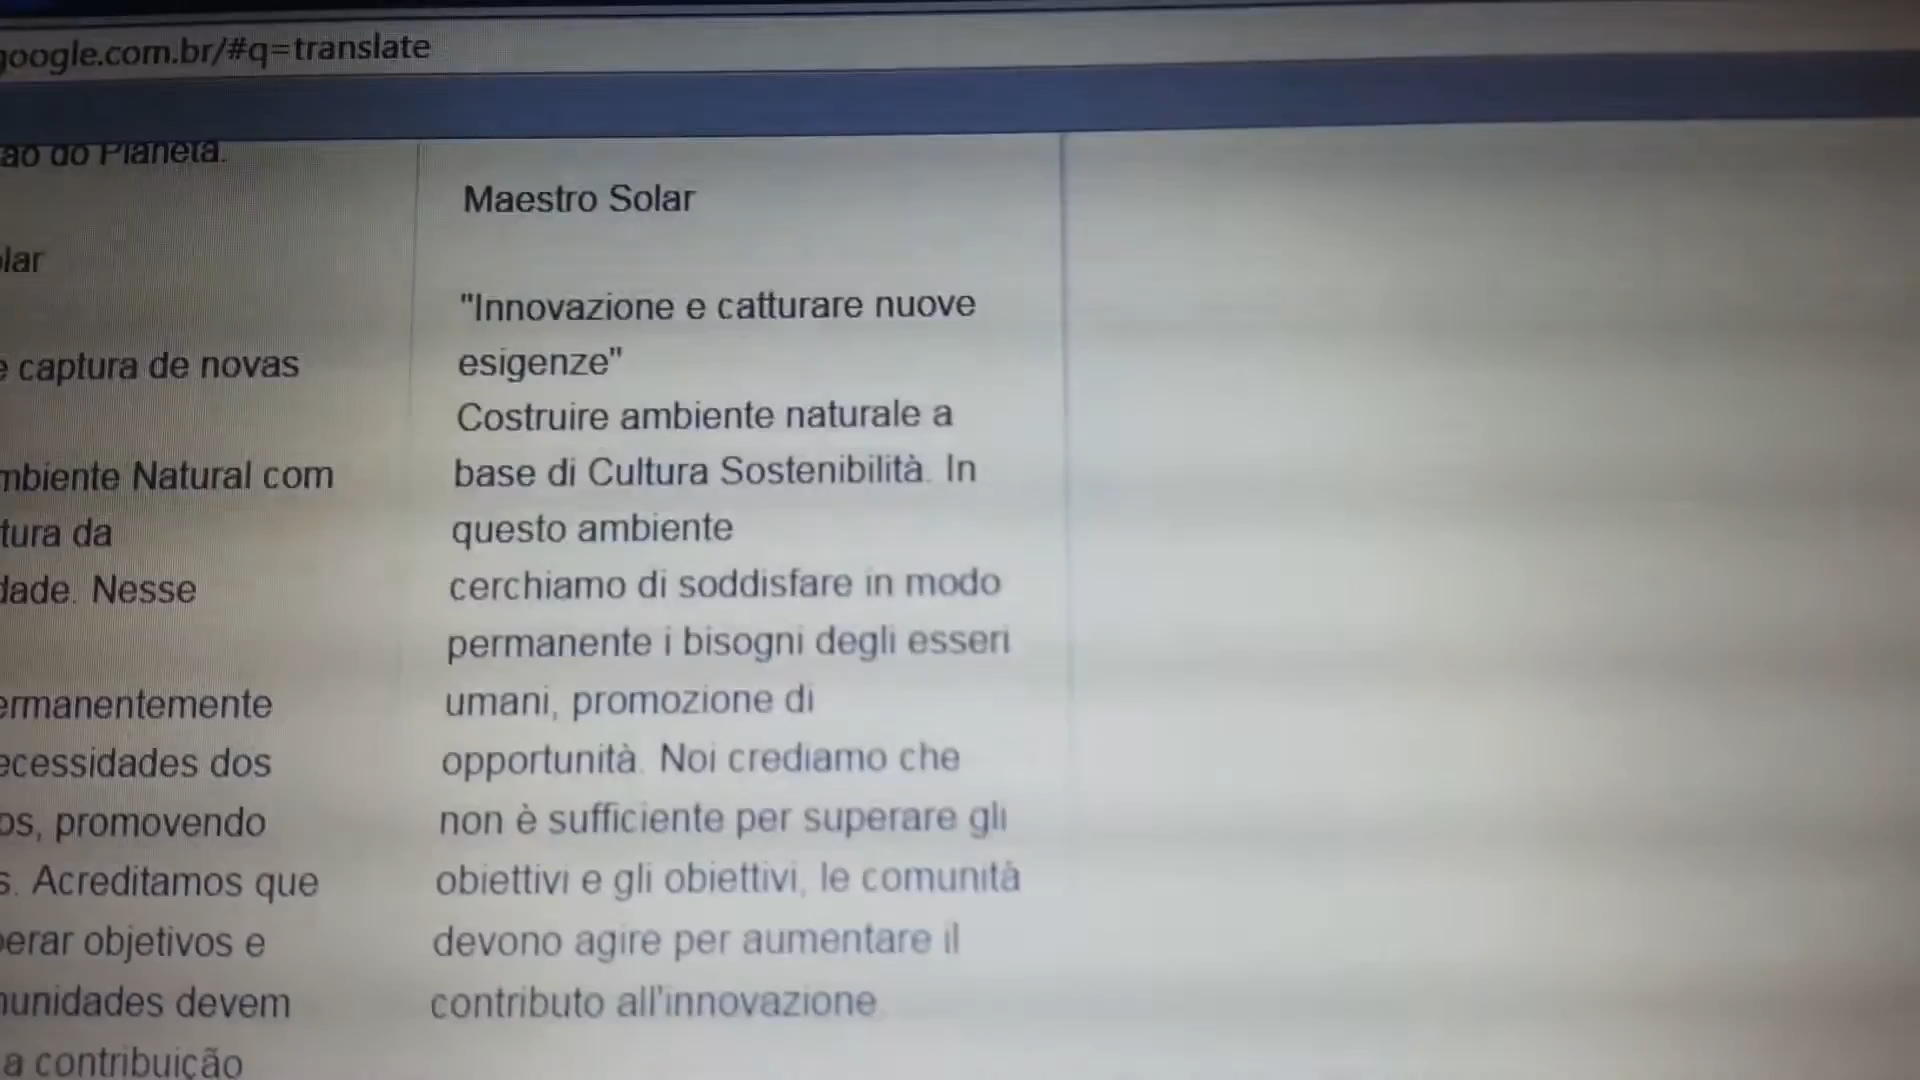 google.com.br/#q=translate
ão do Planeta.
lar
captura de novas
mbiente Natural com
tura da
dade. Nesse
ermanentemente
ecessidades dos
os, promovendo
s. Acreditamos que
erar objetivos e
unidades devem
a contribuição
Maestro Solar
"Innovazione e catturare nuove
esigenze"
Costruire ambiente naturale a
base di Cultura Sostenibilità. In
questo ambiente
cerchiamo di soddisfare in modo
permanente i bisogni degli esseri
umani, promozione di
opportunità. Noi crediamo che
non è sufficiente per superare gli
obiettivi e gli obiettivi, le comunità
devono agire per aumentare il
contributo all'innovazione.